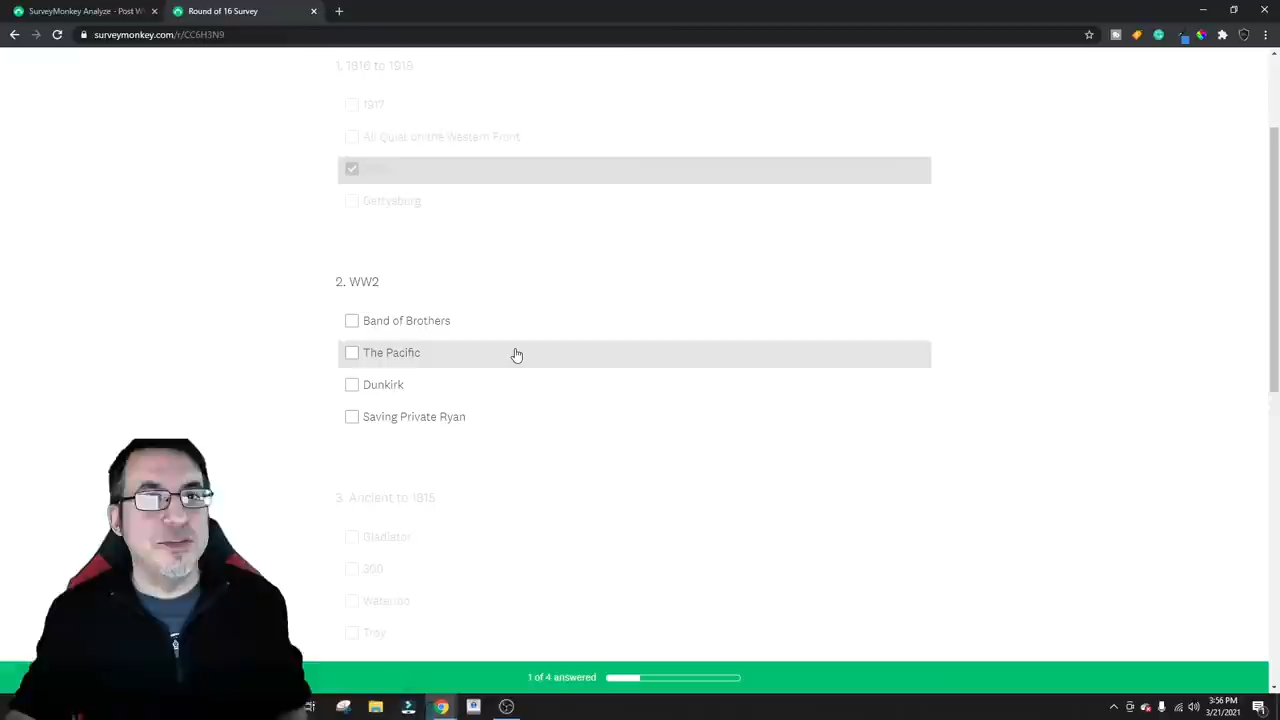 SurveyMonkey Analyze - Post W
Round of 16 Survey
surveymonkey.com/r/CC6H3N9
1. 1816 to 1918
1917
All Quiet on the Western Front
Gettysburg
2. WW2
Band of Brothers
The Pacific
Dunkirk
Saving Private Ryan
3. Ancient to 1815
Gladiator
300
Waterloo
Troy
1 of 4 answered
3:56 PM
3/21/2021